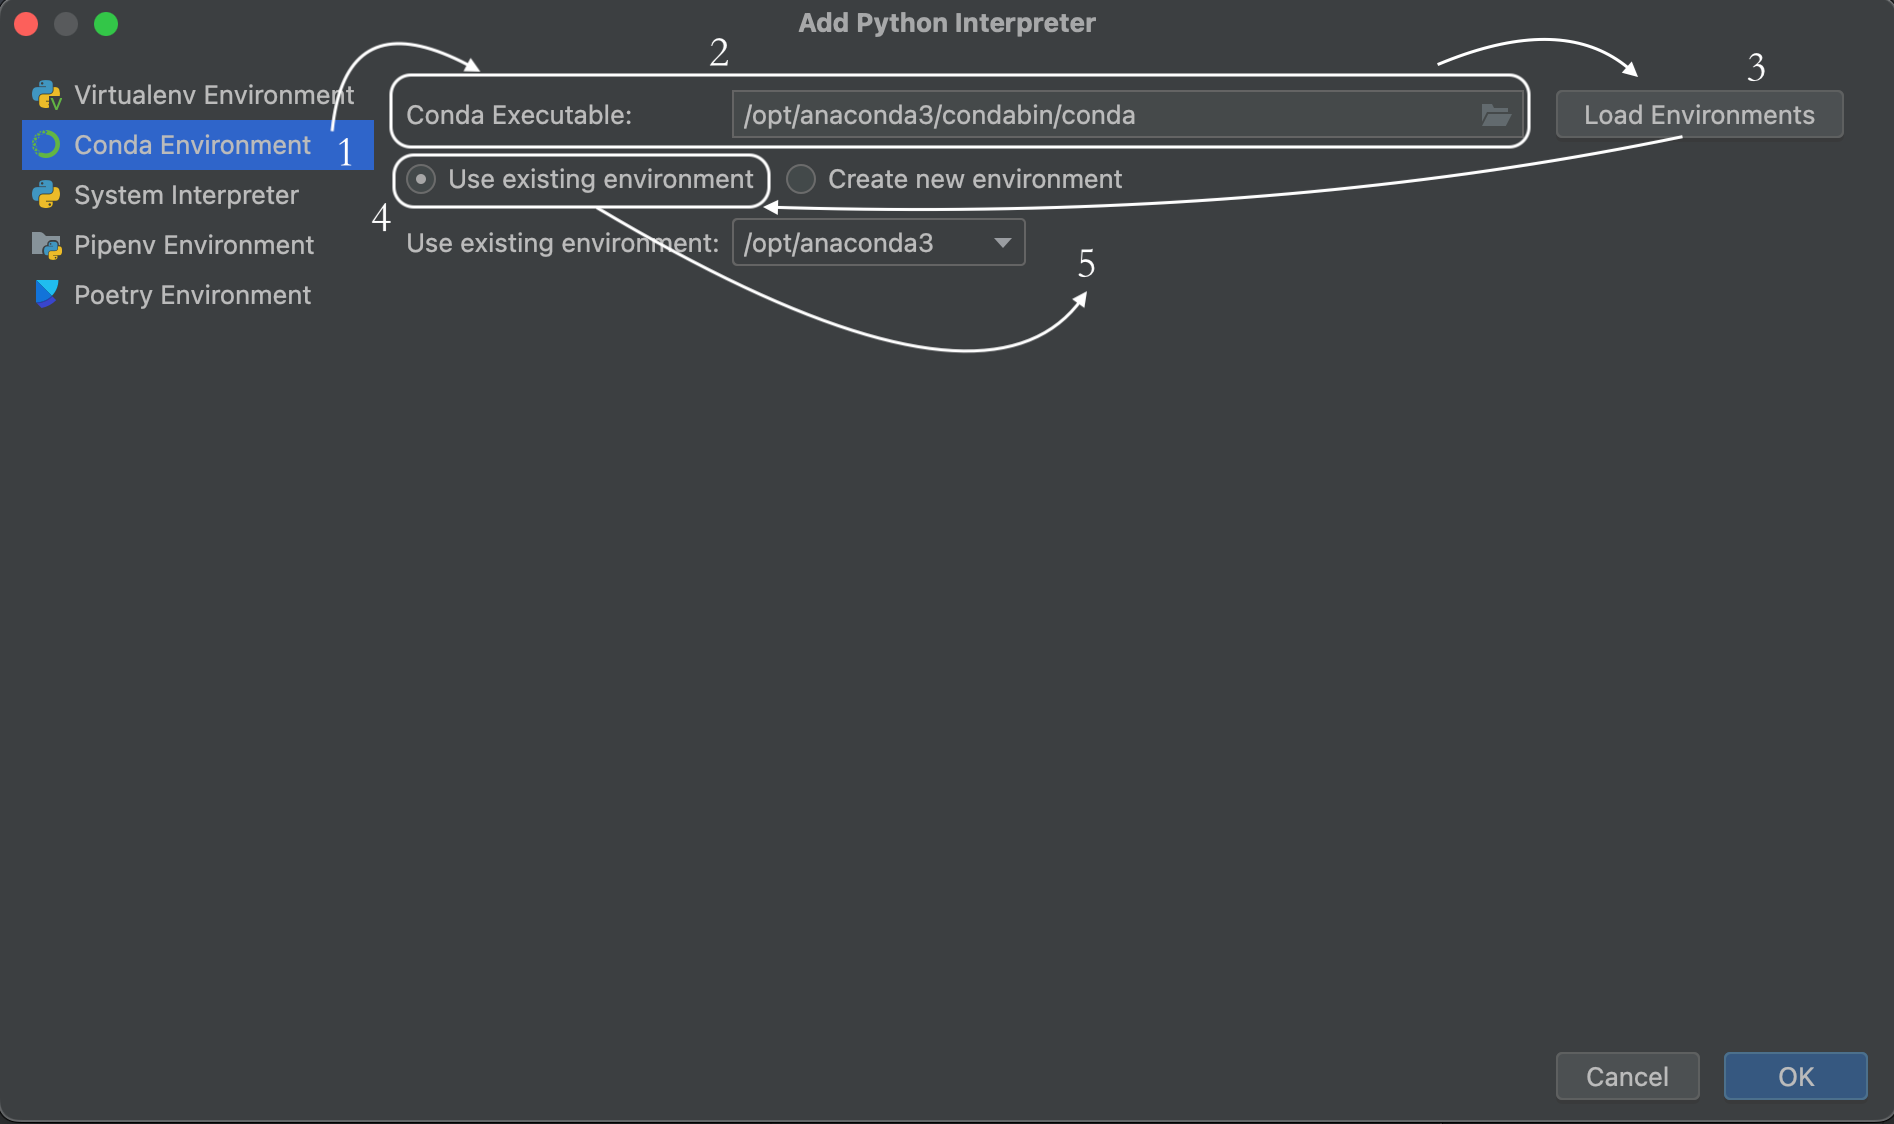 Add Python Interpreter
2
3
Virtualenv Environment
Conda Executable: /opt/anaconda3/condabin/conda Load Environments
Conda Environment 1
Use existing environment Create new environment
System Interpreter
4
Use existing environment: /opt/anaconda3
Pipenv Environment
5
Poetry Environment
Cancel OK